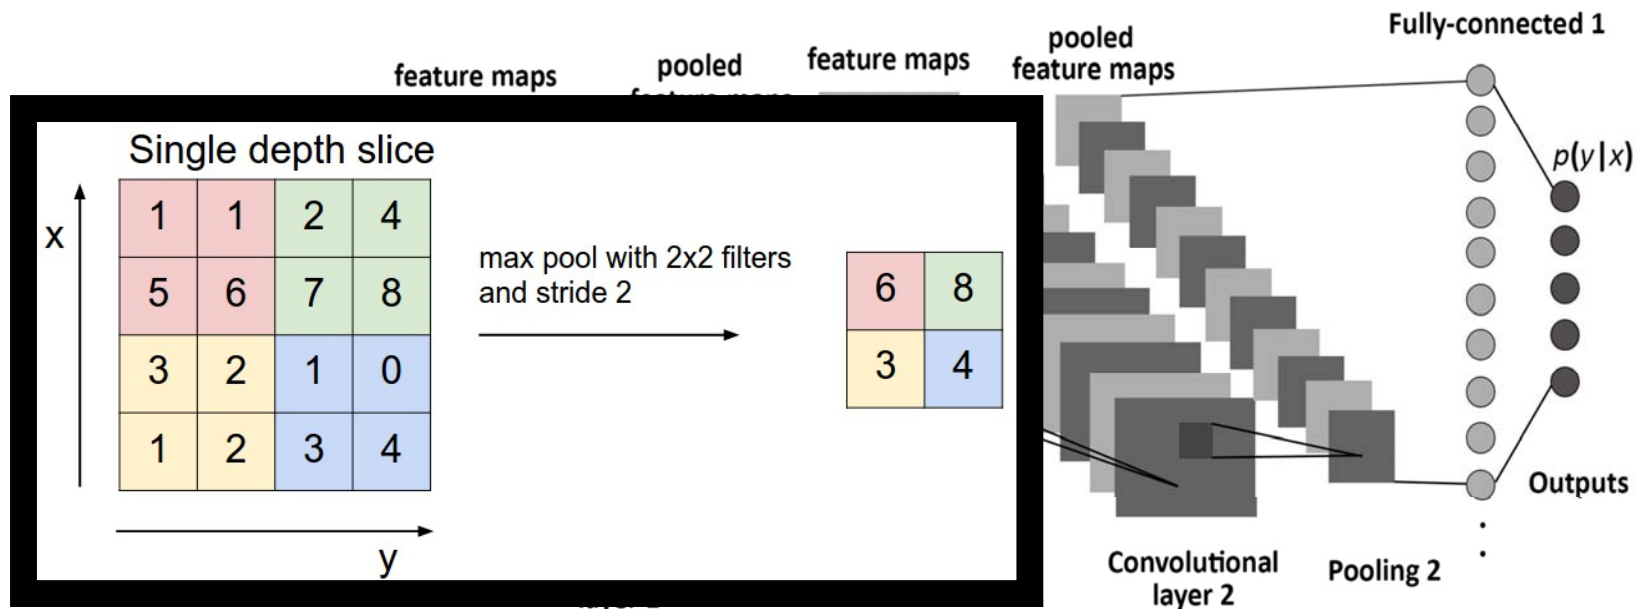 Fully-connected 1
pooled
feature maps
feature maps
pooled
feature maps
feature maps
p(y|x)
Single depth slice
x
1 1 2 4
5 6 7 8
3 2 1 0
1 2 3 4
y
max pool with 2x2 filters
and stride 2
6 8
3 4
Outputs
Convolutional
layer 2
Pooling 2